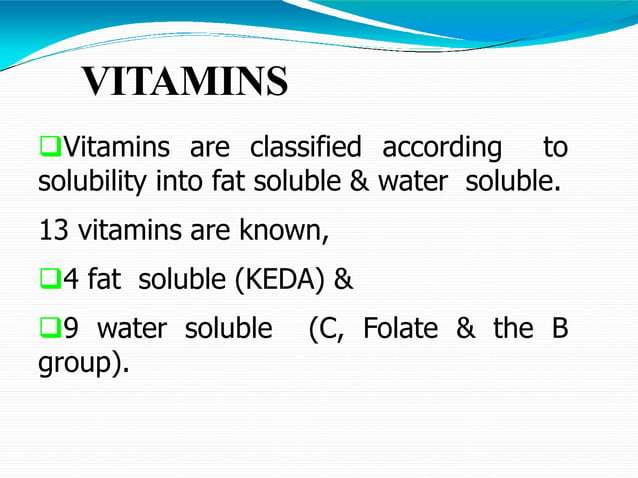 VITAMINS
❑Vitamins are classified according to
solubility into fat soluble & water soluble.
13 vitamins are known,
❑4 fat soluble (KEDA) &
❑9 water soluble (C, Folate & the B
group).